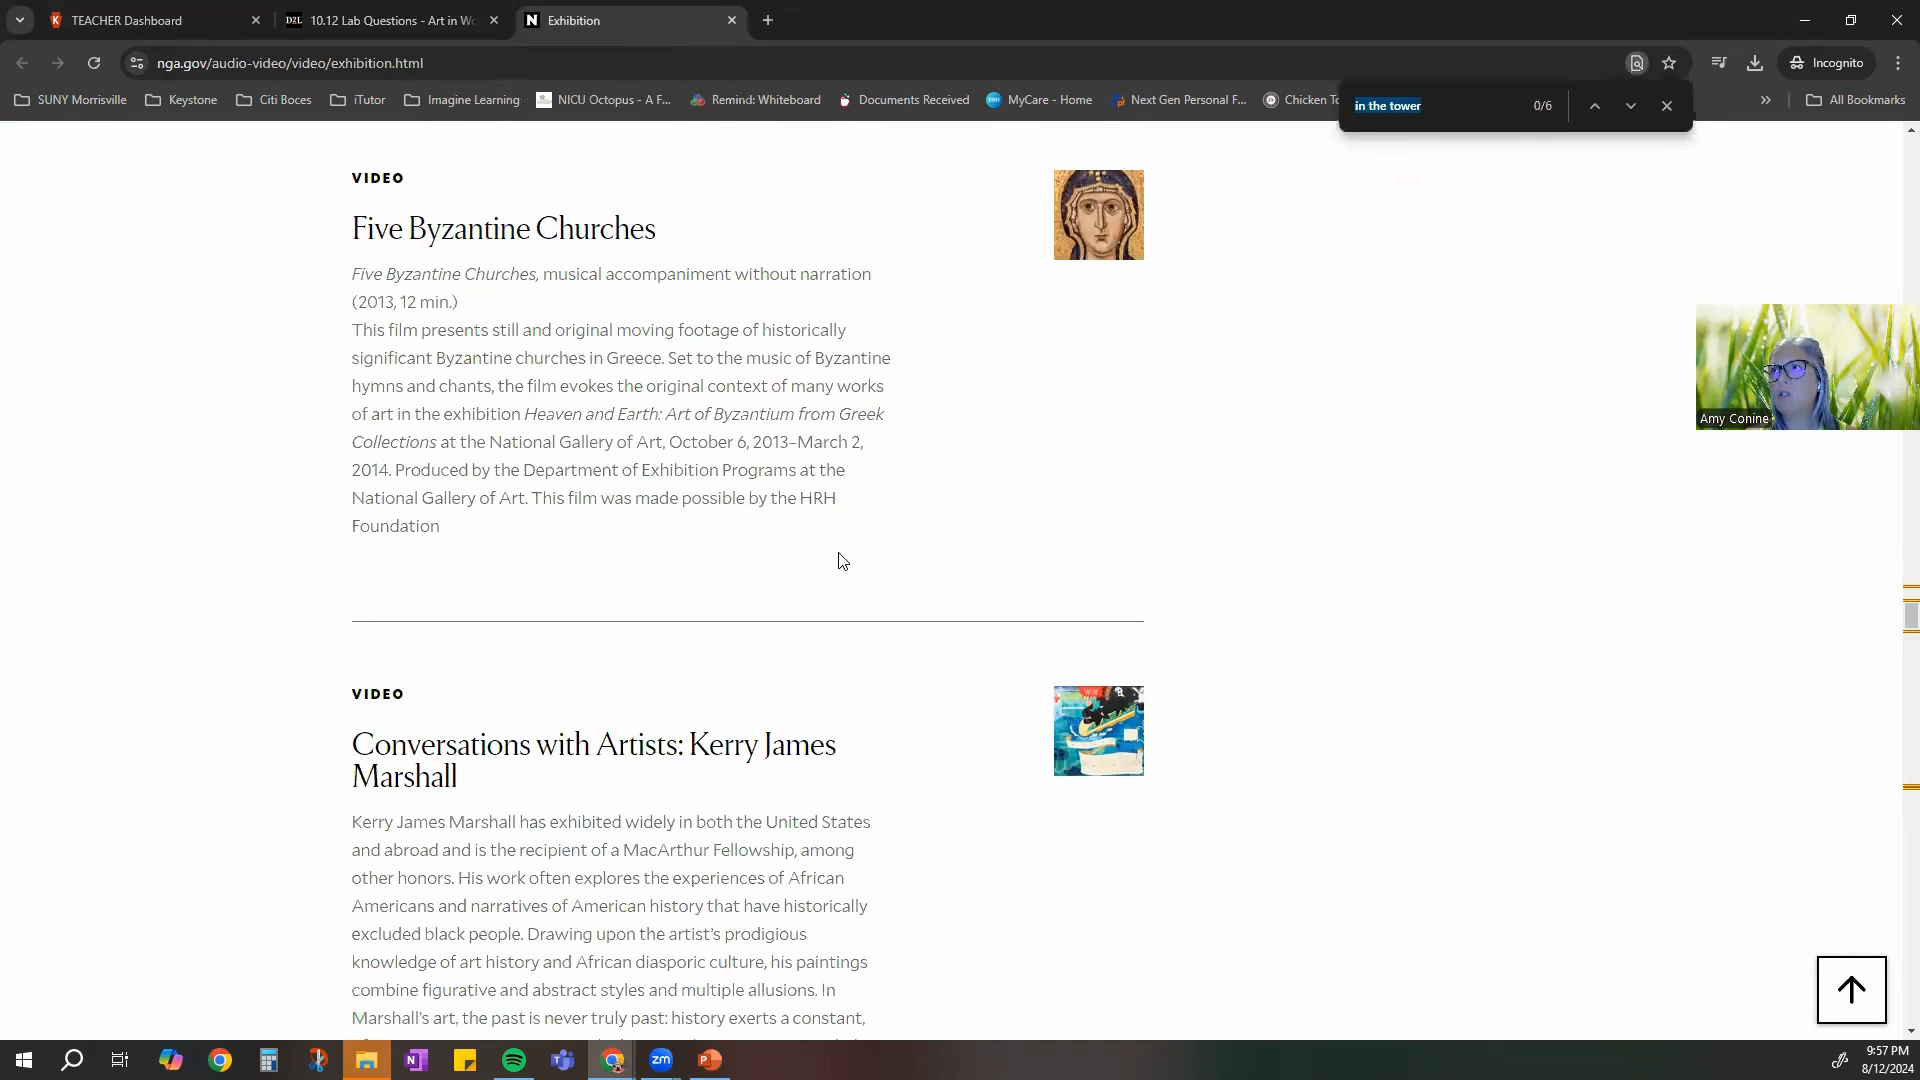 TEACHER Dashboard
D2L 10.12 Lab Questions - Art in Wo
N Exhibition
nga.gov/audio-video/video/exhibition.html
Incognito
SUNY Morrisville
Keystone
Citi Boces
iTutor
Imagine Learning
NICU Octopus - A F...
Remind: Whiteboard
Documents Received
MyCare - Home
Next Gen Personal F...
Chicken To
All Bookmarks
in the tower
0/6
VIDEO
Five Byzantine Churches
Five Byzantine Churches, musical accompaniment without narration
(2013, 12 min.)
This film presents still and original moving footage of historically
significant Byzantine churches in Greece. Set to the music of Byzantine
hymns and chants, the film evokes the original context of many works
of art in the exhibition Heaven and Earth: Art of Byzantium from Greek
Collections at the National Gallery of Art, October 6, 2013–March 2,
2014. Produced by the Department of Exhibition Programs at the
National Gallery of Art. This film was made possible by the HRH
Foundation
Amy Conine
VIDEO
Conversations with Artists: Kerry James
Marshall
Kerry James Marshall has exhibited widely in both the United States
and abroad and is the recipient of a MacArthur Fellowship, among
other honors. His work often explores the experiences of African
Americans and narratives of American history that have historically
excluded black people. Drawing upon the artist's prodigious
knowledge of art history and African diasporic culture, his paintings
combine figurative and abstract styles and multiple allusions. In
Marshall's art, the past is never truly past: history exerts a constant,
zm
9:57 PM
8/12/2024